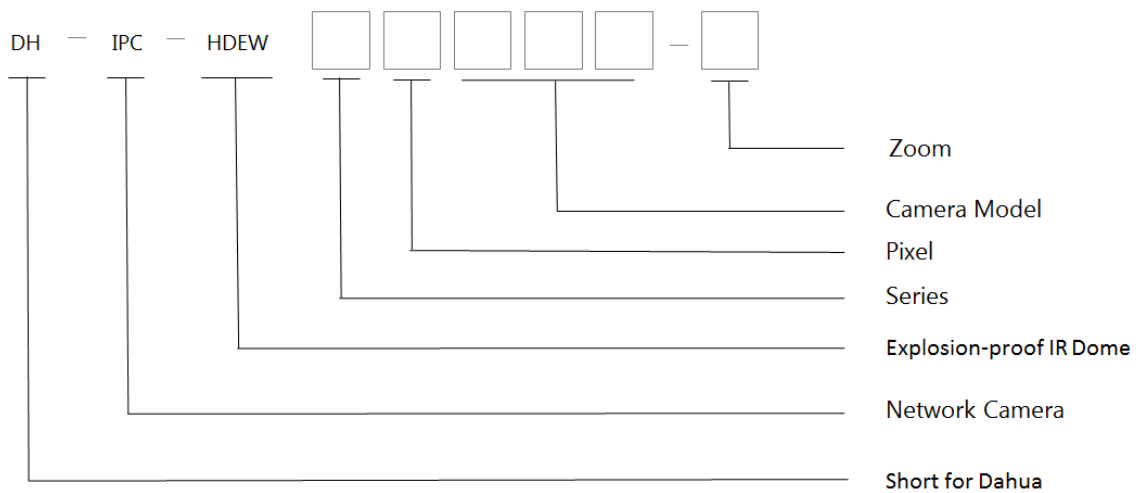 DH — IPC — HDEW —
Zoom
Camera Model
Pixel
Series
Explosion-proof IR Dome
Network Camera
Short for Dahua